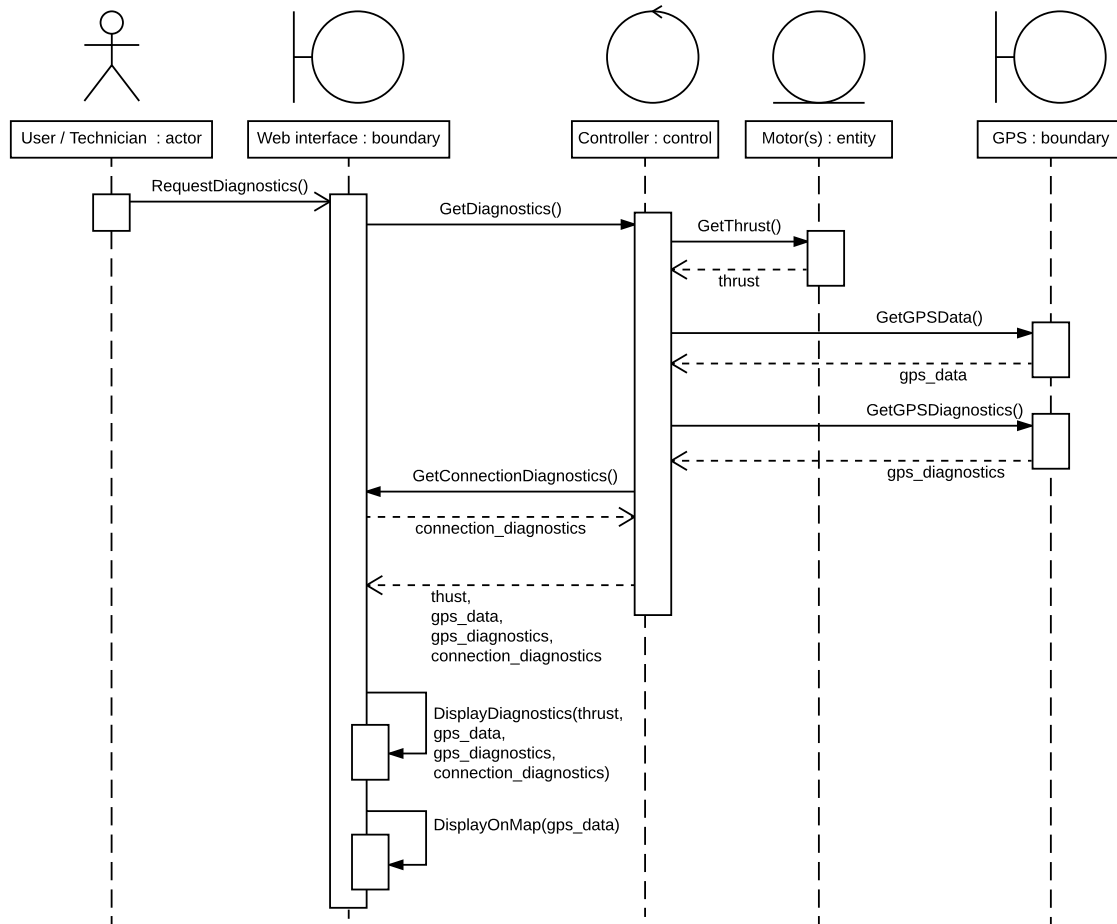 User / Technician : actor
Web interface : boundary
Controller : control
Motor(s) : entity
GPS : boundary
RequestDiagnostics()
GetDiagnostics()
GetThrust()
thrust
GetGPSData()
gps_data
GetGPSDiagnostics()
gps_diagnostics
GetConnectionDiagnostics()
connection_diagnostics
thust,
gps_data,
gps_diagnostics,
connection_diagnostics
DisplayDiagnostics(thrust,
gps_data,
gps_diagnostics,
connection_diagnostics)
DisplayOnMap(gps_data)